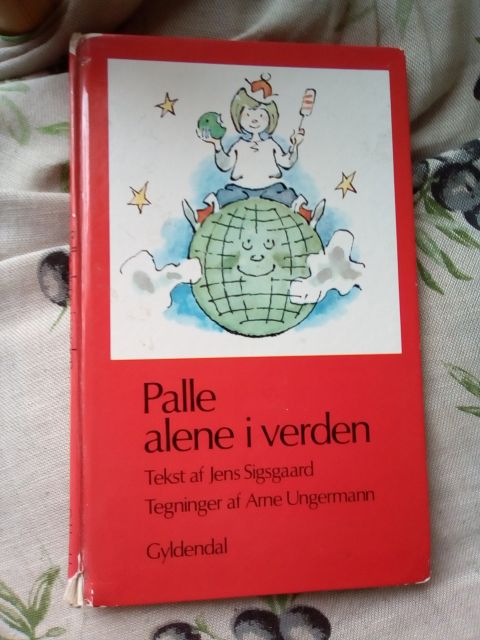 Palle
alene i verden
Tekst af Jens Sigsgaard
Tegninger af Arne Ungermann
Gyldendal